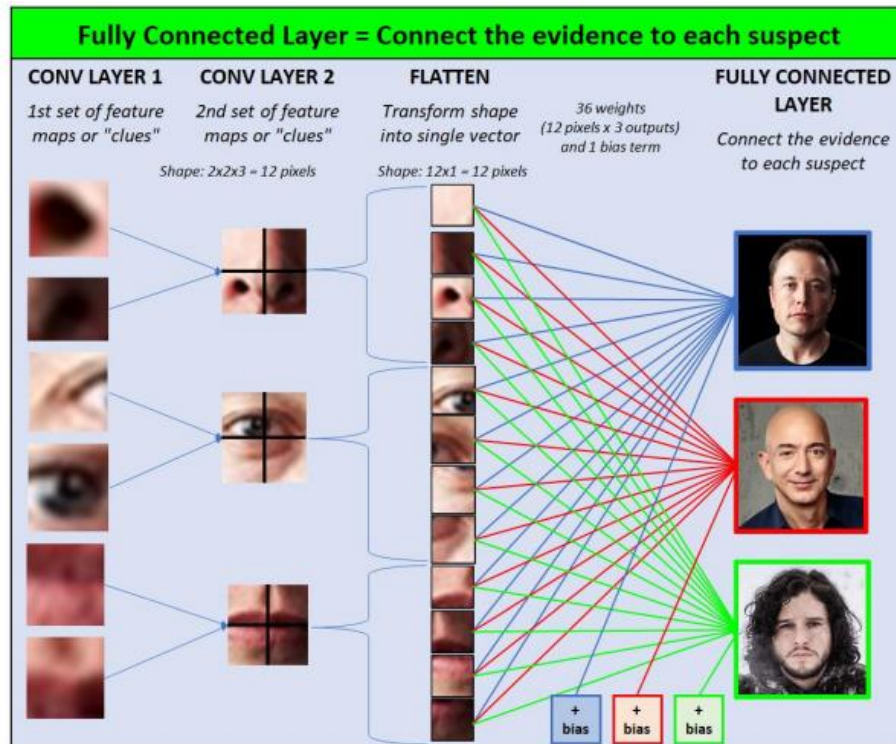 Fully Connected Layer = Connect the evidence to each suspect
CONV LAYER 1
1st set of feature
maps or "clues"
CONV LAYER 2
2nd set of feature
maps or "clues"
Shape: 2x2x3 = 12 pixels
FLATTEN
Transform shape
into single vector
Shape: 12x1 = 12 pixels
36 weights
(12 pixels x 3 outputs)
and 1 bias term
FULLY CONNECTED
LAYER
Connect the evidence
to each suspect
+
bias
+
bias
+
bias